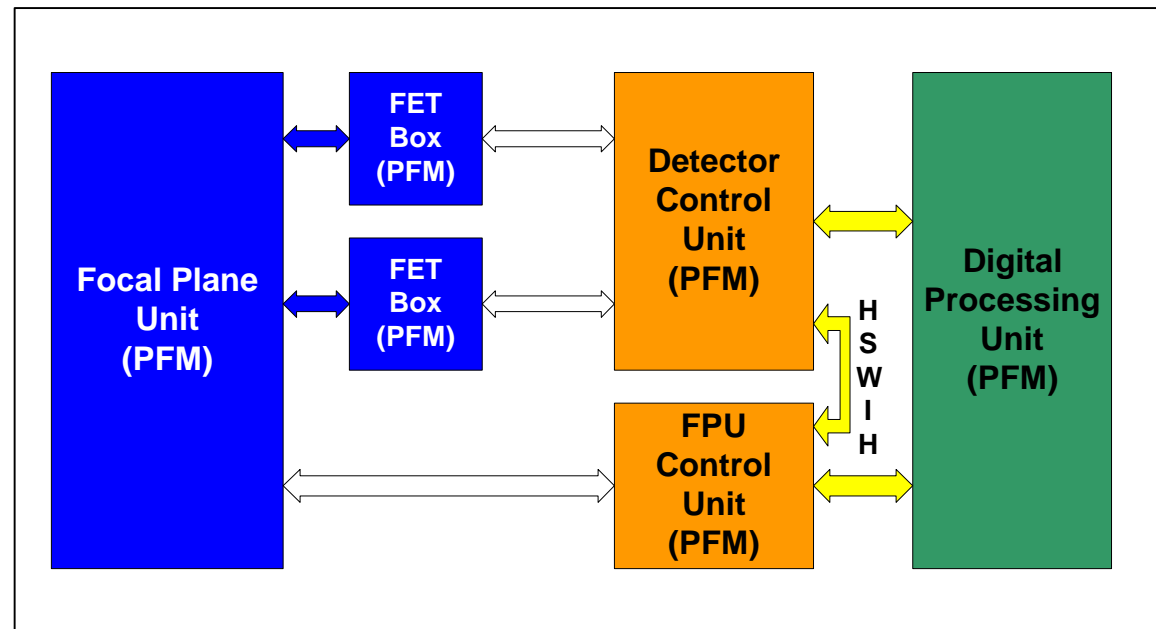 Focal Plane
Unit
(PFM)
FET
Box
(PFM)
FET
Box
(PFM)
Detector
Control
Unit
(PFM)
FPU
Control
Unit
(PFM)
H
S
W
I
H
Digital
Processing
Unit
(PFM)